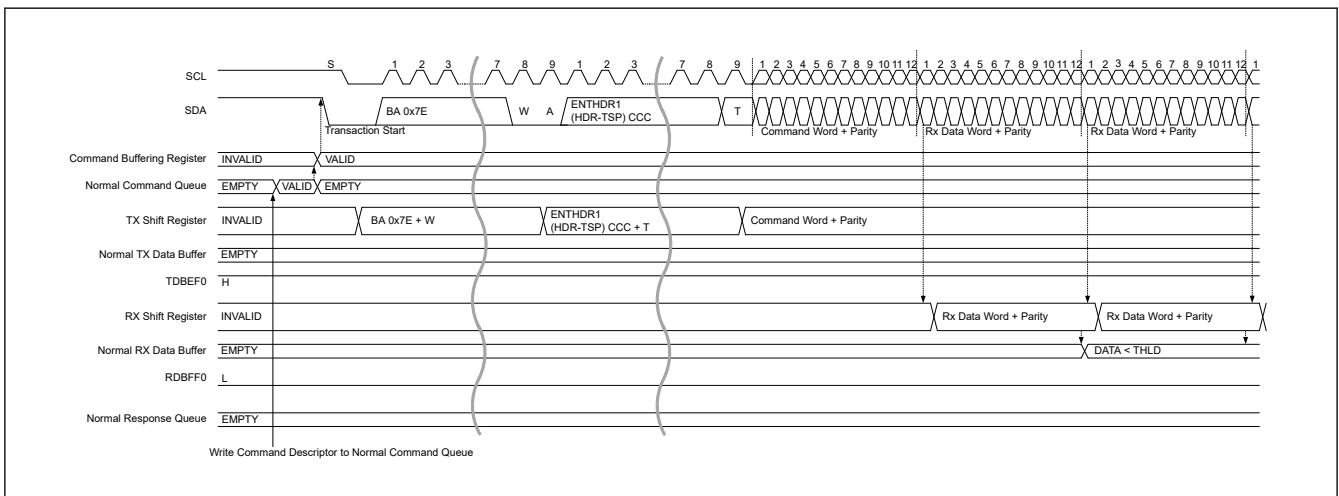 S 1 2 3 7 8 9 1 2 3 7 8 9 1 2 3 4 5 6 7 8 9 10 11 12 1 2 3 4 5 6 7 8 9 10 11 12 1 2 3 4 5 6 7 8 9 10 11 12 1
SCL
SDA BA 0x7E W A ENTHDR1 T
(HDR-TSP) CCC
Transaction Start Command Word + Parity Rx Data Word + Parity Rx Data Word + Parity
Command Buffering Register INVALID VALID
Normal Command Queue EMPTY VALID EMPTY
TX Shift Register INVALID BA 0x7E + W ENTHDR1 Command Word + Parity
(HDR-TSP) CCC + T
Normal TX Data Buffer EMPTY
TDBEF0 H
RX Shift Register INVALID Rx Data Word + Parity Rx Data Word + Parity
Normal RX Data Buffer EMPTY DATA < THLD
RDBFF0 L
Normal Response Queue EMPTY
Write Command Descriptor to Normal Command Queue